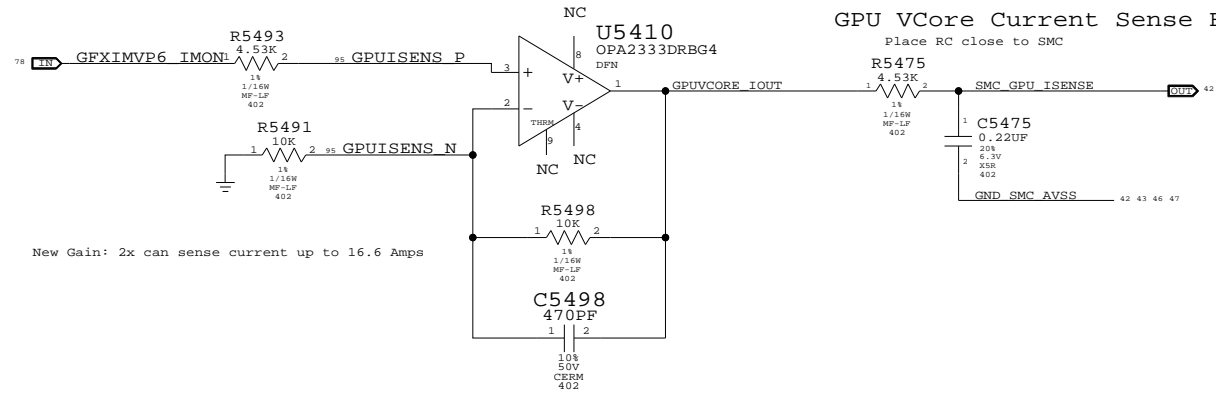 GPU VCore Current Sense F
Place RC close to SMC
NC
U5410
OPA2333DRBG4
DFN
8
V+
3
+
2
−
1
V−
4
THRM
9
NC
NC
78 IN GFXIMVP6_IMON
R5493
4.53K
1 2
1%
1/16W
MF-LF
402
95 GPUISENS_P
R5491
10K
1 2
1%
1/16W
MF-LF
402
95 GPUISENS_N
GPUVCORE_IOUT
R5475
4.53K
1 2
1%
1/16W
MF-LF
402
SMC_GPU_ISENSE
OUT 42
1
C5475
0.22UF
20%
6.3V
X5R
402
2
GND_SMC_AVSS 42 43 46 47
R5498
10K
1 2
1%
1/16W
MF-LF
402
New Gain: 2x can sense current up to 16.6 Amps
C5498
470PF
1 2
10%
50V
CERM
402